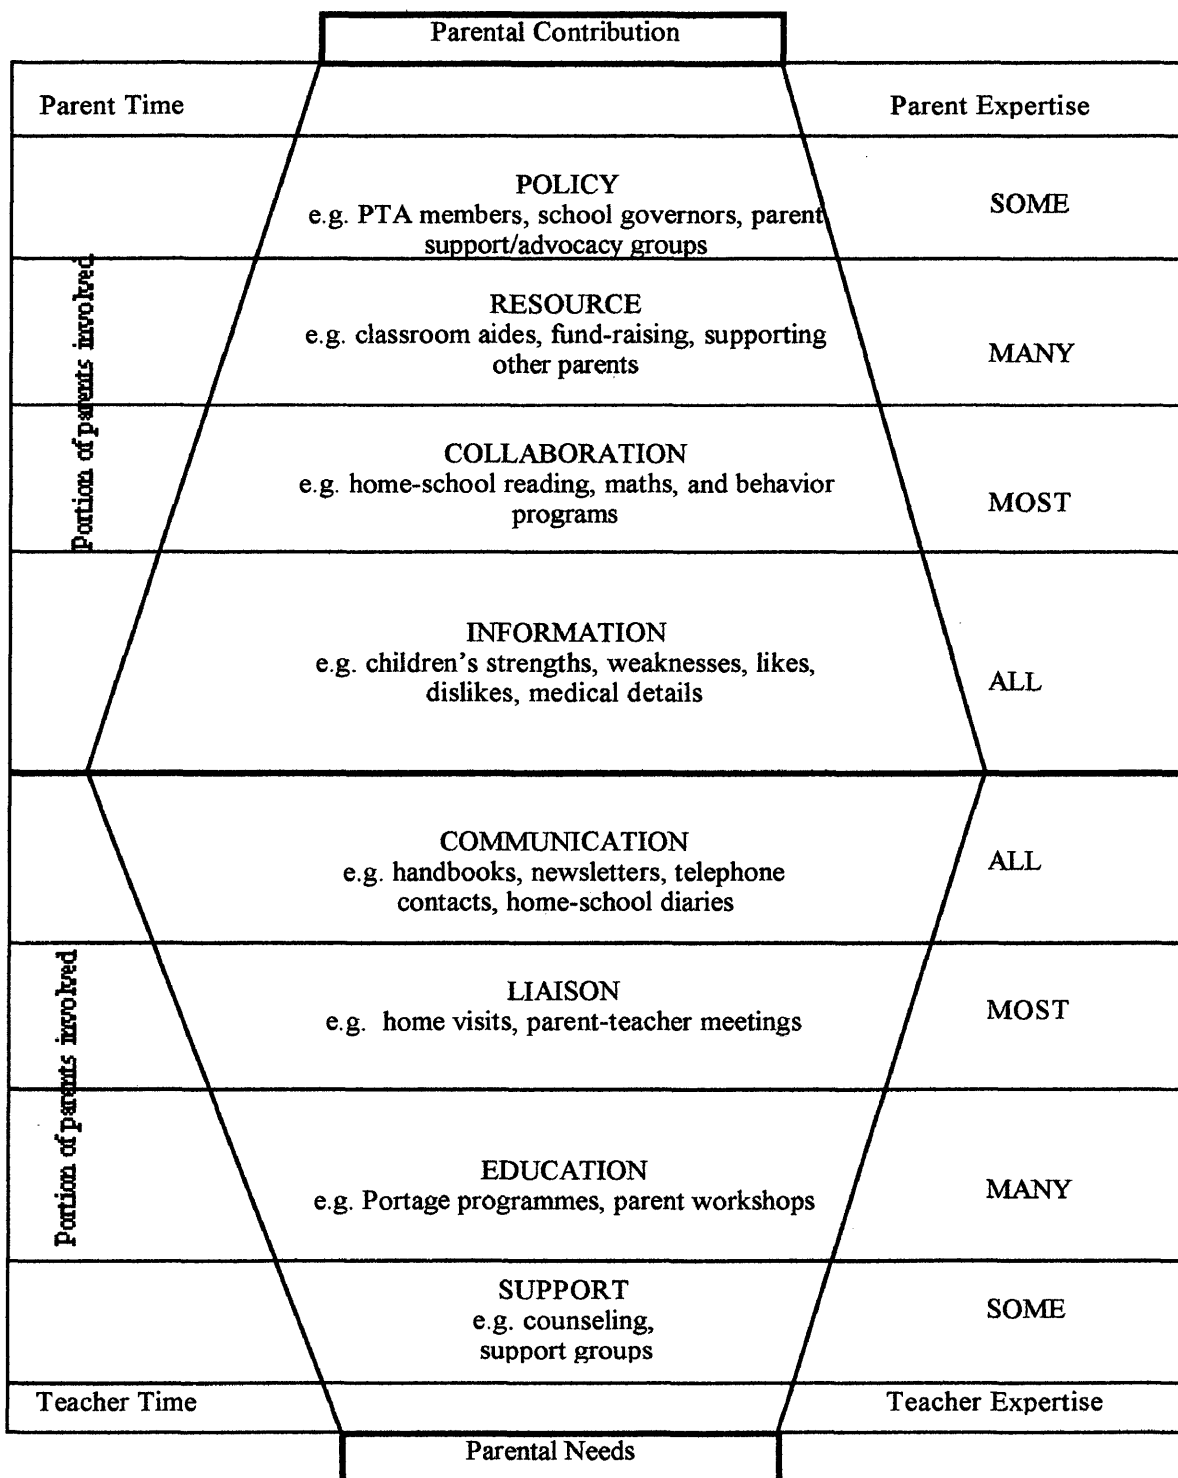 Parental Contribution
Parent Time
Parent Expertise
POLICY
e.g. PTA members, school governors, parent
support/advocacy groups
SOME
RESOURCE
e.g. classroom aides, fund-raising, supporting
other parents
MANY
Portion of parents involved
COLLABORATION
e.g. home-school reading, maths, and behavior
programs
MOST
INFORMATION
e.g. children's strengths, weaknesses, likes,
dislikes, medical details
ALL
COMMUNICATION
e.g. handbooks, newsletters, telephone
contacts, home-school diaries
ALL
LIAISON
e.g. home visits, parent-teacher meetings
MOST
Portion of parents involved
EDUCATION
e.g. Portage programmes, parent workshops
MANY
SUPPORT
e.g. counseling,
support groups
SOME
Teacher Time
Teacher Expertise
Parental Needs